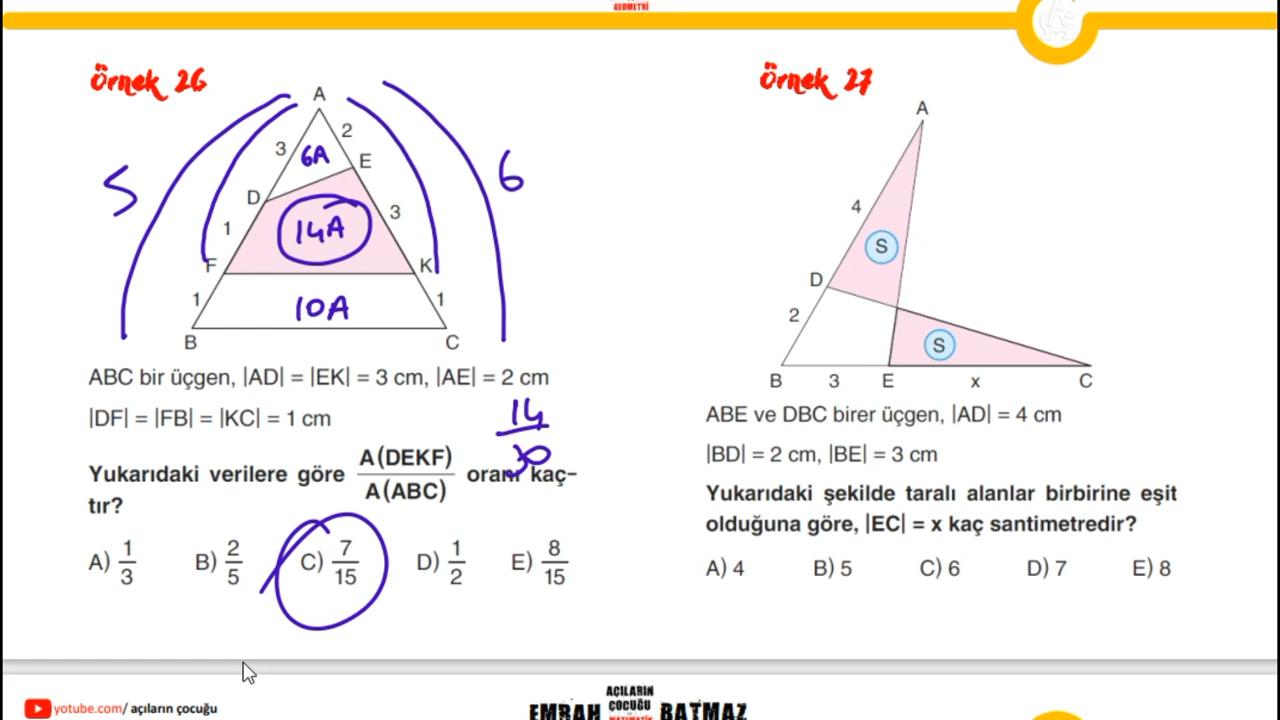 GEOMETRİ
Örnek 26
A
3
2
6A
E
D
14A
3
1
F
K
1
10A
1
B
C
5
6
ABC bir üçgen, |AD| = |EK| = 3 cm, |AE| = 2 cm
|DF| = |FB| = |KC| = 1 cm
14
30
Yukarıdaki verilere göre A(DEKF) / A(ABC) oranı kaç-
tır?
A) 1/3 B) 2/5 C) 7/15 D) 1/2 E) 8/15
Örnek 27
A
4
S
D
2
S
B 3 E x C
ABE ve DBC birer üçgen, |AD| = 4 cm
|BD| = 2 cm, |BE| = 3 cm
Yukarıdaki şekilde taralı alanlar birbirine eşit
olduğuna göre, |EC| = x kaç santimetredir?
A) 4 B) 5 C) 6 D) 7 E) 8
yotube.com/ açıların çocuğu
AÇILARIN
ÇOCUĞU
EMRAH MATEMATİK BATMAZ